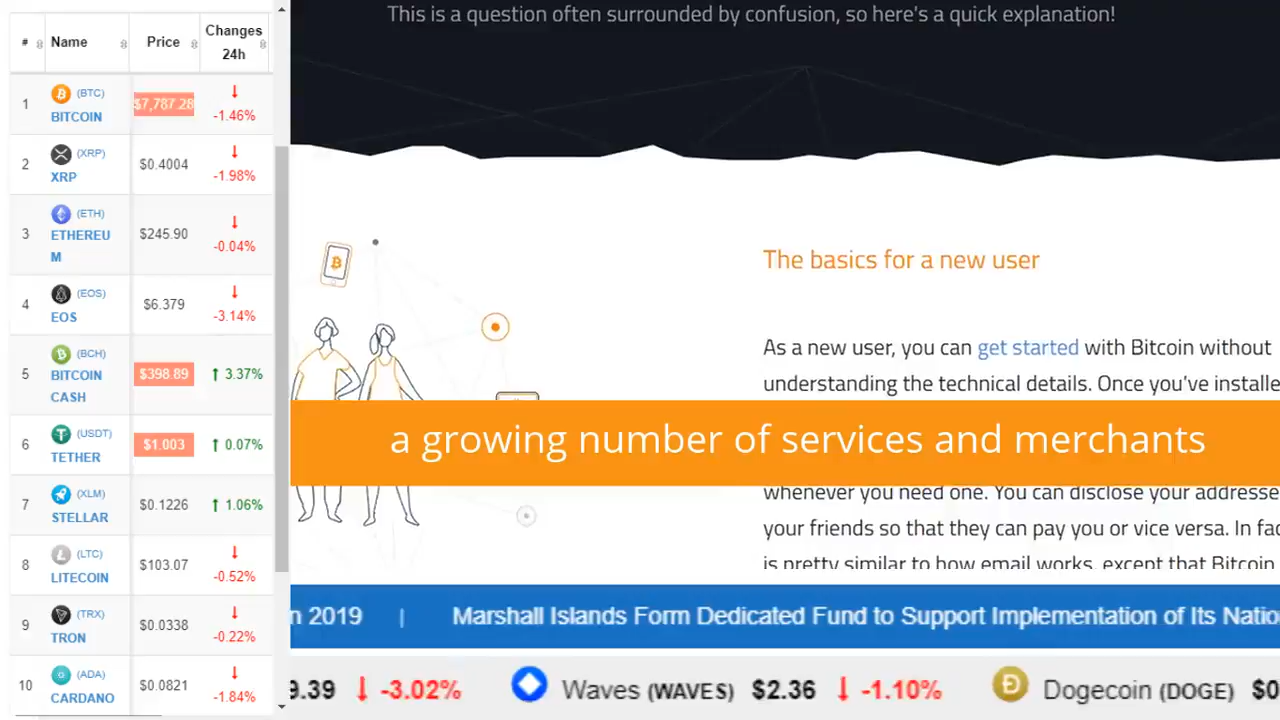 # Name Price Changes 24h
1 (BTC) BITCOIN $7,787.28 -1.46%
2 (XRP) XRP $0.4004 -1.98%
3 (ETH) ETHEREUM $245.90 -0.04%
4 (EOS) EOS $6.379 -3.14%
5 (BCH) BITCOIN CASH $398.89 3.37%
6 (USDT) TETHER $1.003 0.07%
7 (XLM) STELLAR $0.1226 1.06%
8 (LTC) LITECOIN $103.07 -0.52%
9 (TRX) TRON $0.0338 -0.22%
10 (ADA) CARDANO $0.0821 -1.84%
This is a question often surrounded by confusion, so here's a quick explanation!
The basics for a new user
As a new user, you can get started with Bitcoin without
understanding the technical details. Once you've installe
a growing number of services and merchants
whenever you need one. You can disclose your addresse
your friends so that they can pay you or vice versa. In fac
is pretty similar to how email works, except that Bitcoin
n 2019 | Marshall Islands Form Dedicated Fund to Support Implementation of Its Natio
9.39 -3.02% Waves (WAVES) $2.36 -1.10% Dogecoin (DOGE) $0